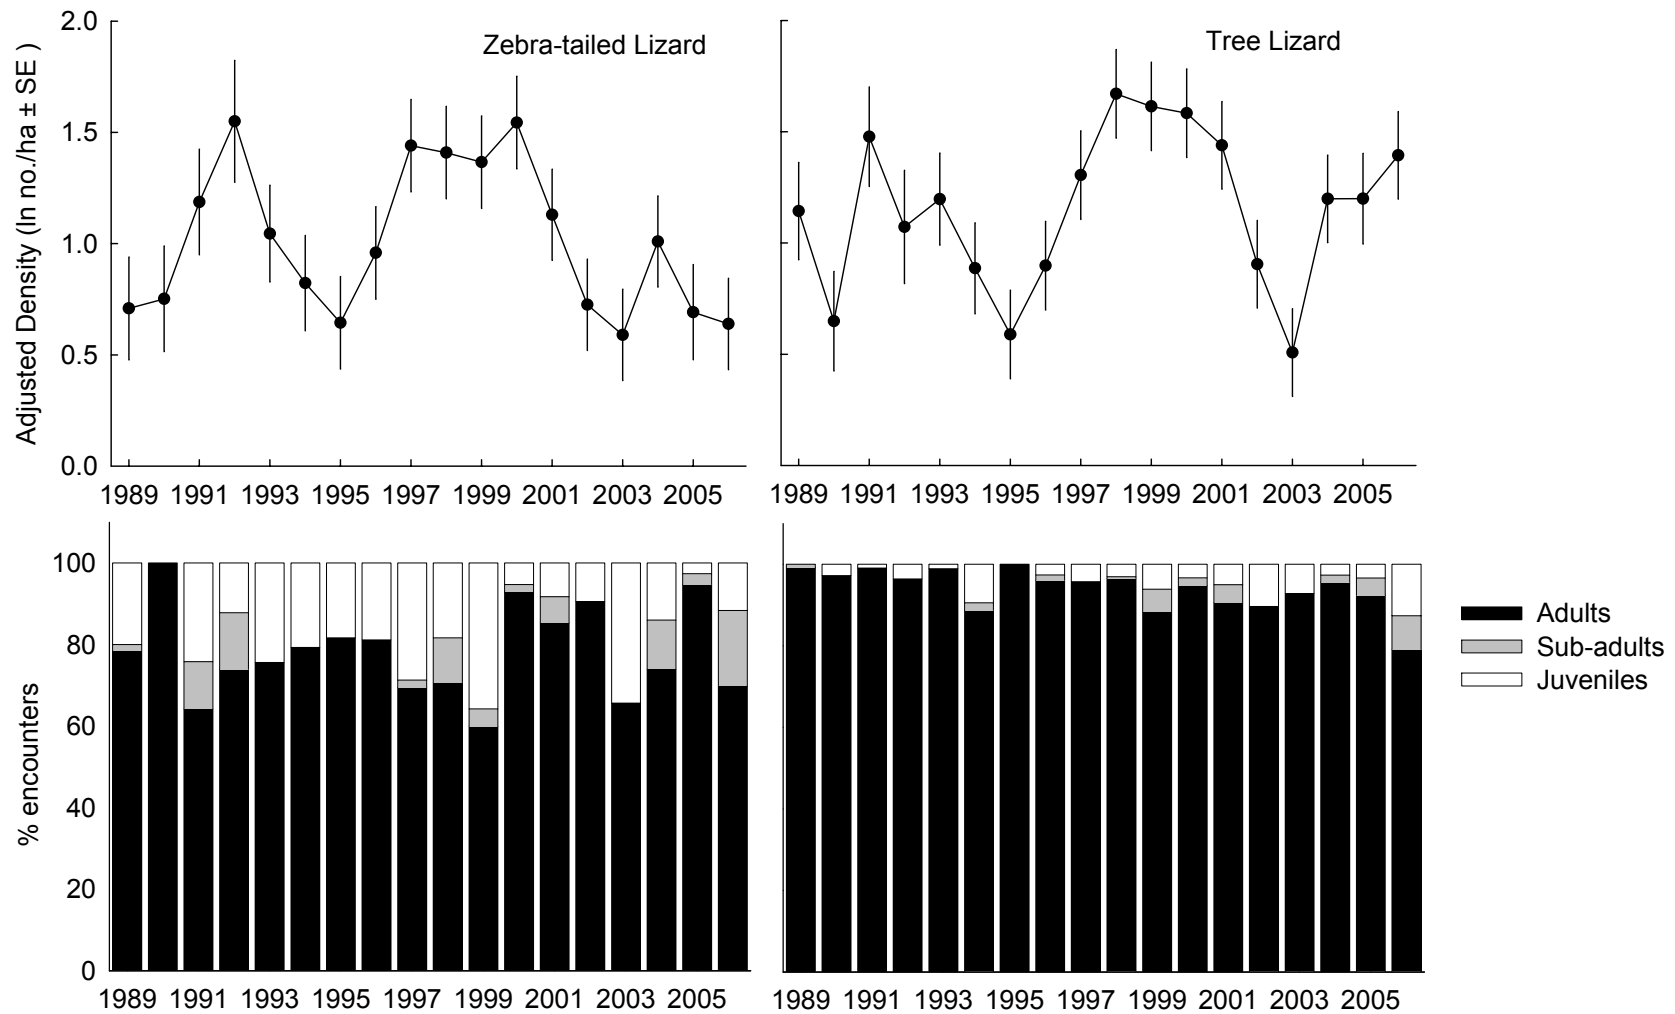 Adjusted Density (ln no./ha ± SE )
2.0
1.5
1.0
0.5
0.0
Zebra-tailed Lizard
1989 1991 1993 1995 1997 1999 2001 2003 2005
Tree Lizard
1989 1991 1993 1995 1997 1999 2001 2003 2005
% encounters
100
80
60
40
20
0
1989 1991 1993 1995 1997 1999 2001 2003 2005
1989 1991 1993 1995 1997 1999 2001 2003 2005
Adults
Sub-adults
Juveniles